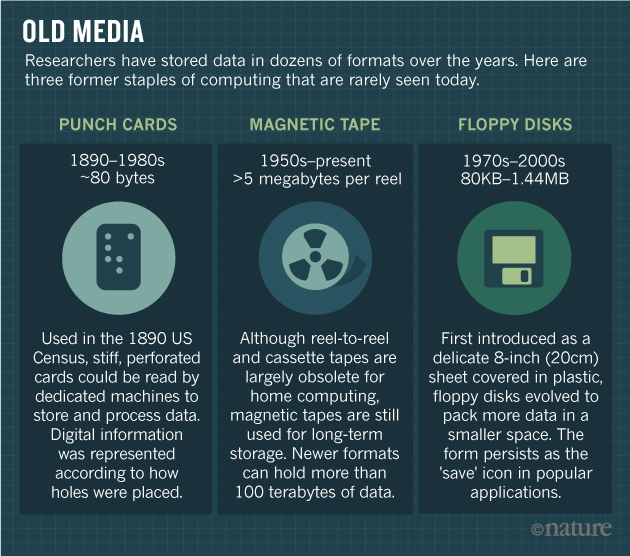 OLD MEDIA
Researchers have stored data in dozens of formats over the years. Here are
three former staples of computing that are rarely seen today.
PUNCH CARDS
1890–1980s
~80 bytes
Used in the 1890 US
Census, stiff, perforated
cards could be read by
dedicated machines to
store and process data.
Digital information
was represented
according to how
holes were placed.
MAGNETIC TAPE
1950s–present
>5 megabytes per reel
Although reel-to-reel
and cassette tapes are
largely obsolete for
home computing,
magnetic tapes are still
used for long-term
storage. Newer formats
can hold more than
100 terabytes of data.
FLOPPY DISKS
1970s–2000s
80KB–1.44MB
First introduced as a
delicate 8-inch (20cm)
sheet covered in plastic,
floppy disks evolved to
pack more data in a
smaller space. The
form persists as the
'save' icon in popular
applications.
©nature